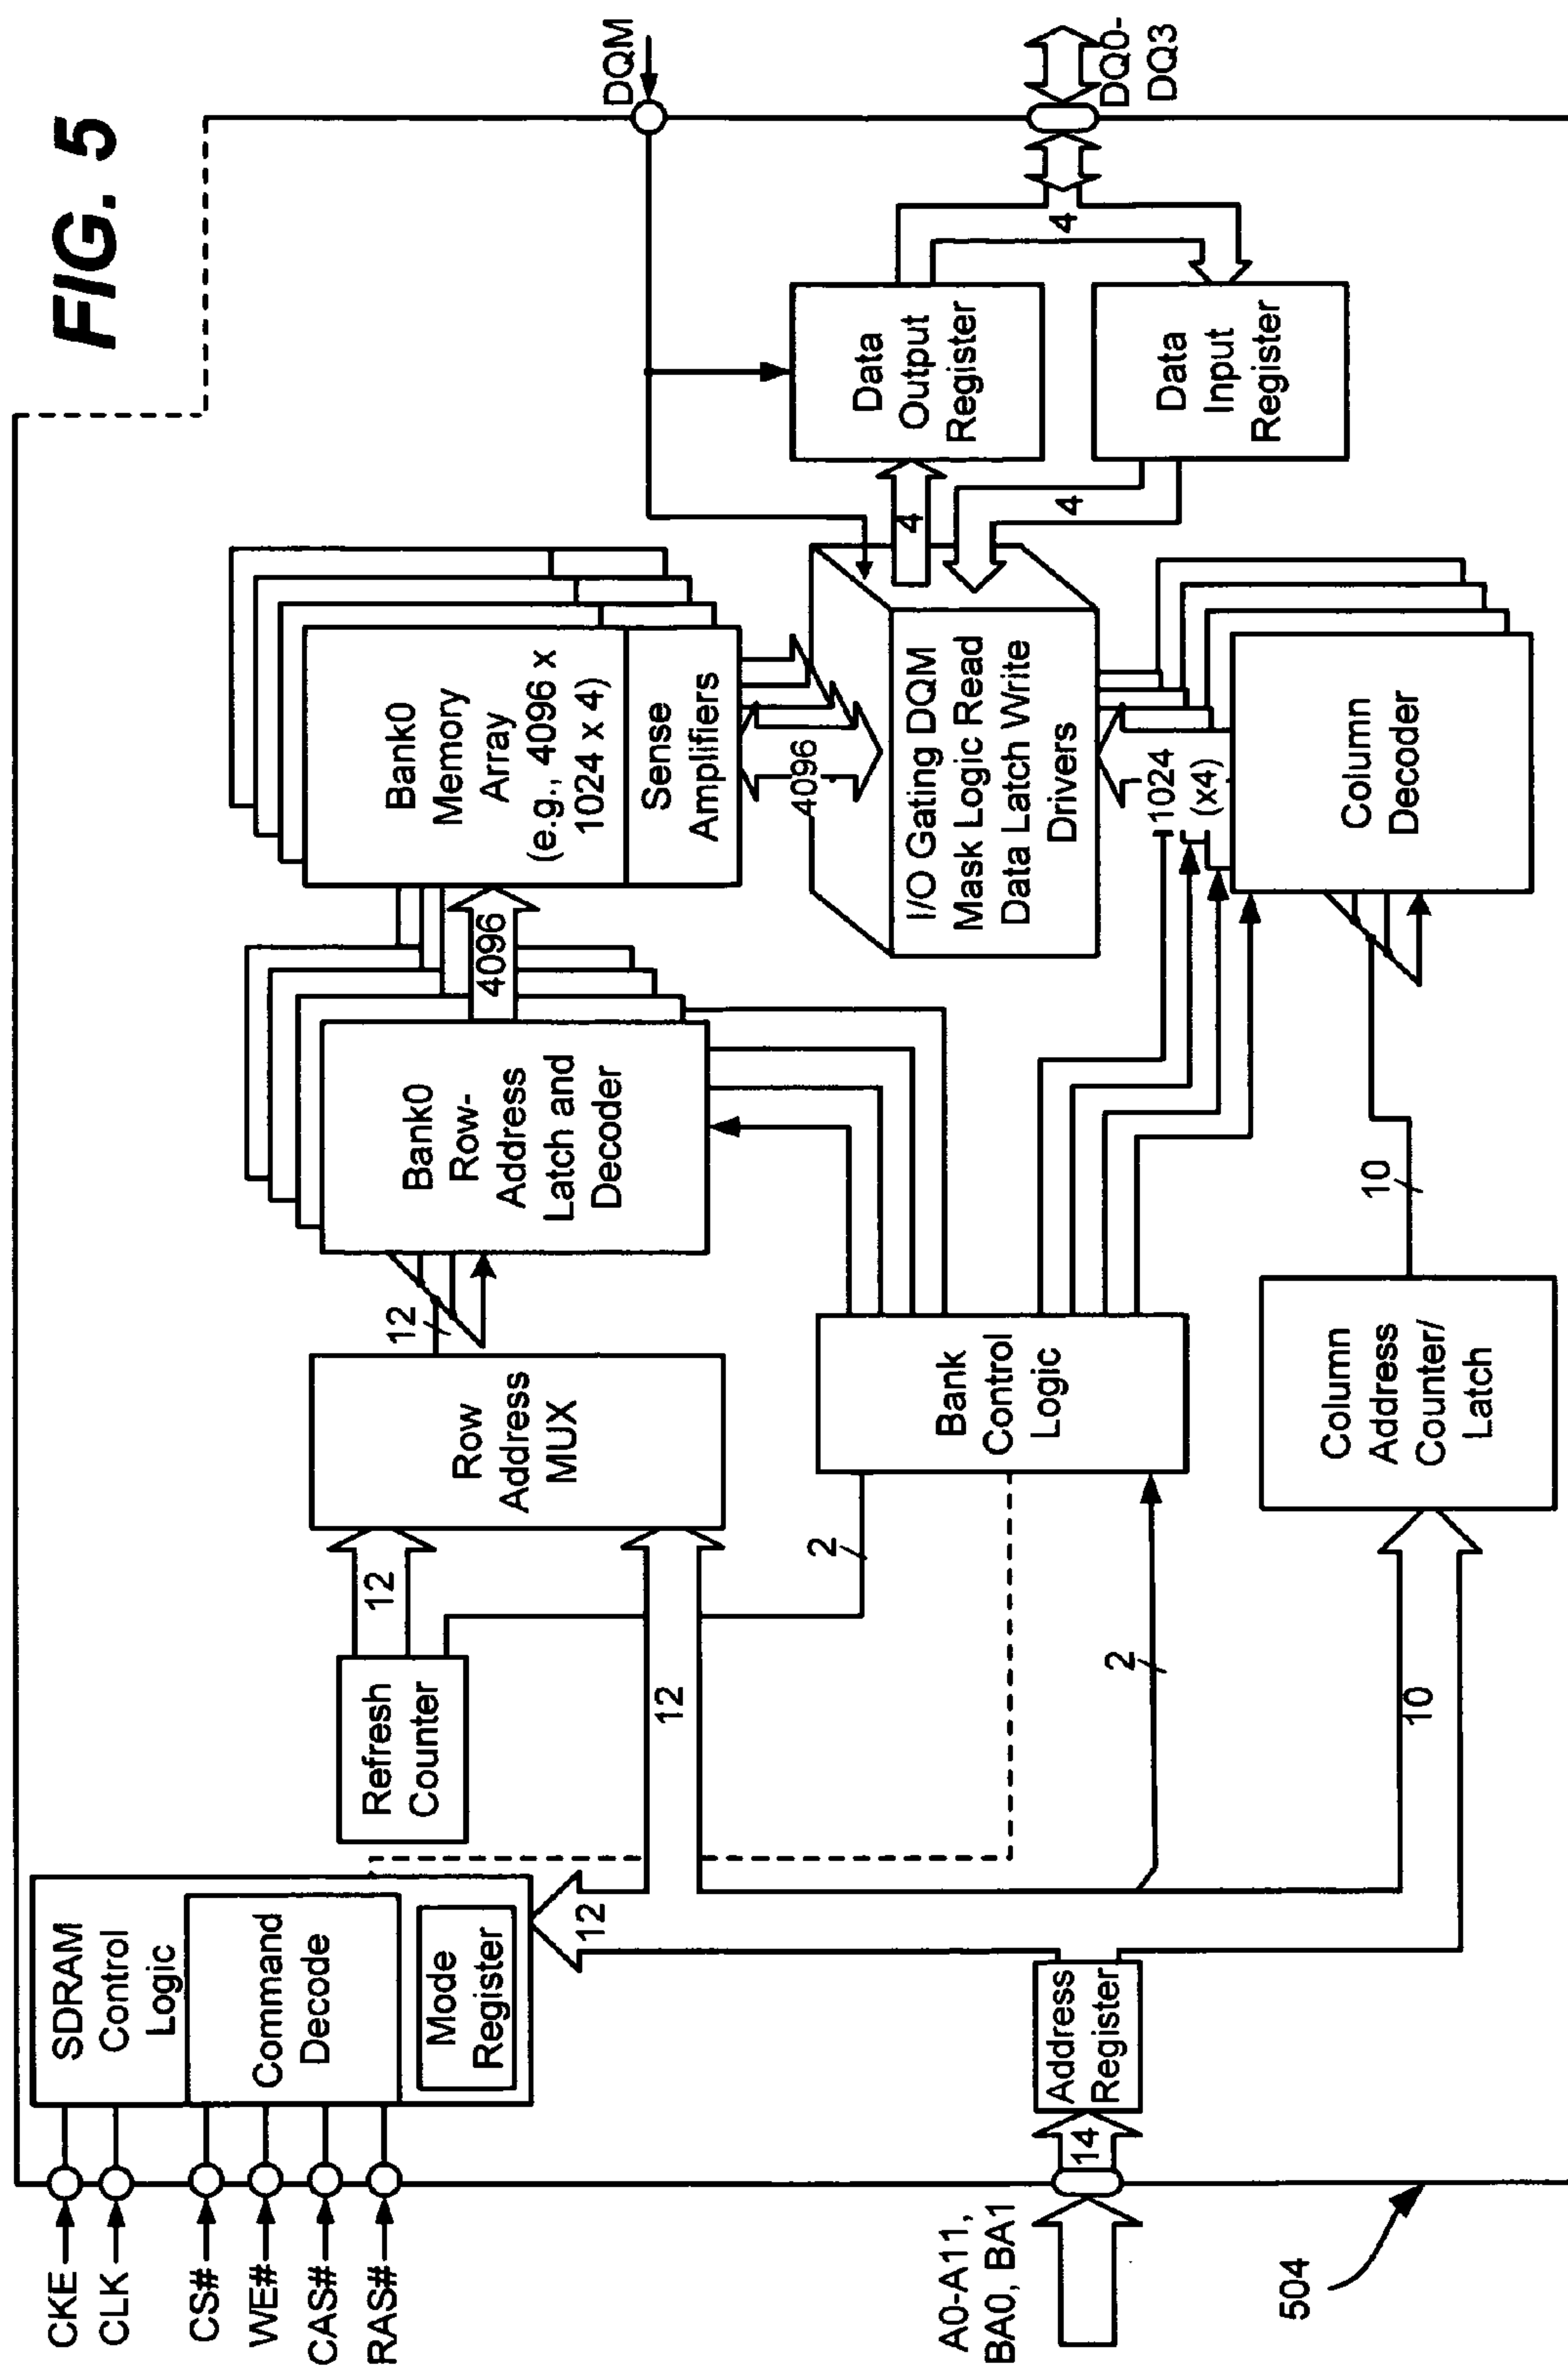 FIG. 5
CKE
CLK
CS#
WE#
CAS#
RAS#
SDRAM
Control
Logic
Command
Decode
Mode
Register
12
Refresh
Counter
12
12
Row
Address
MUX
12
Bank0
Row-
Address
Latch and
Decoder
4096
Bank0
Memory
Array
(e.g., 4096 x
1024 x 4)
Sense
Amplifiers
4096
DQM
A0-A11,
BA0, BA1
14
Address
Register
2
2
Bank
Control
Logic
I/O Gating DQM
Mask Logic Read
Data Latch Write
Drivers
4
4
Data
Output
Register
Data
Input
Register
4
DQ0-
DQ3
10
Column
Address
Counter/
Latch
10
1024
(x4)
Column
Decoder
504